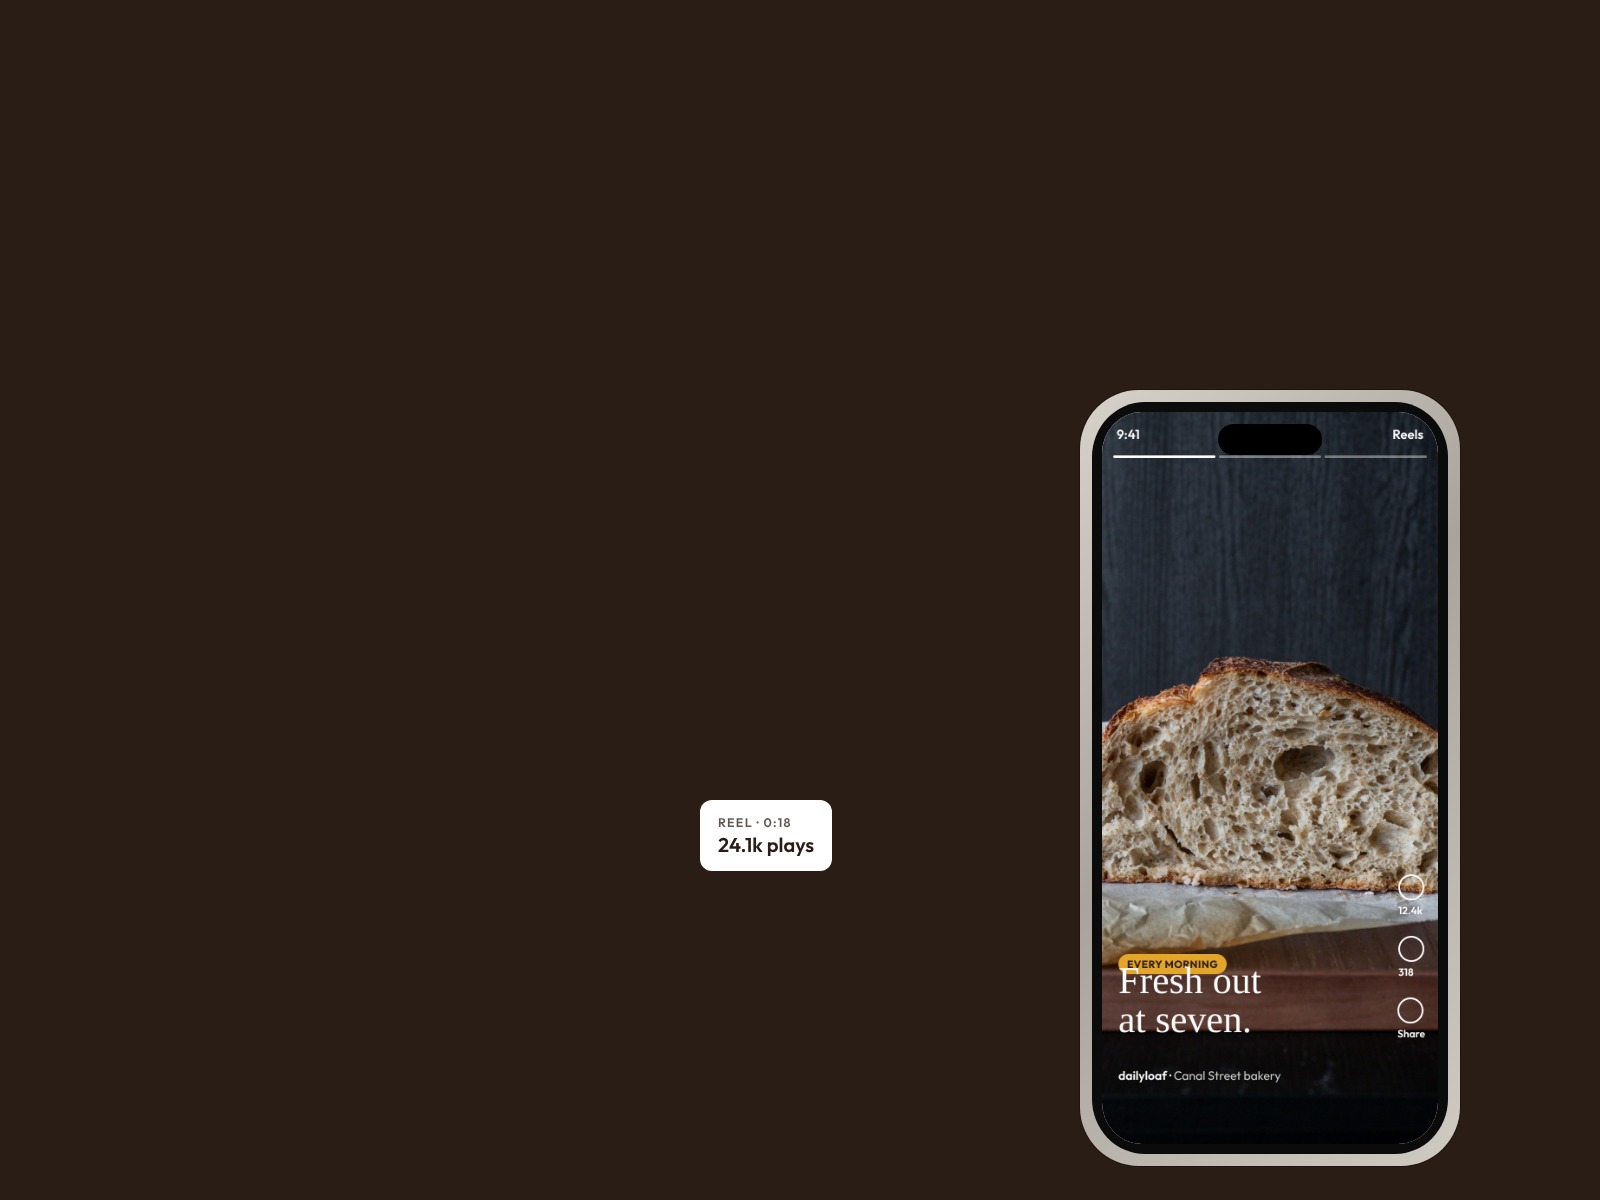 REEL · 0:18
24.1k plays
9:41
Reels
12.4k
318
Share
EVERY MORNING
Fresh out
at seven.
dailyloaf · Canal Street bakery